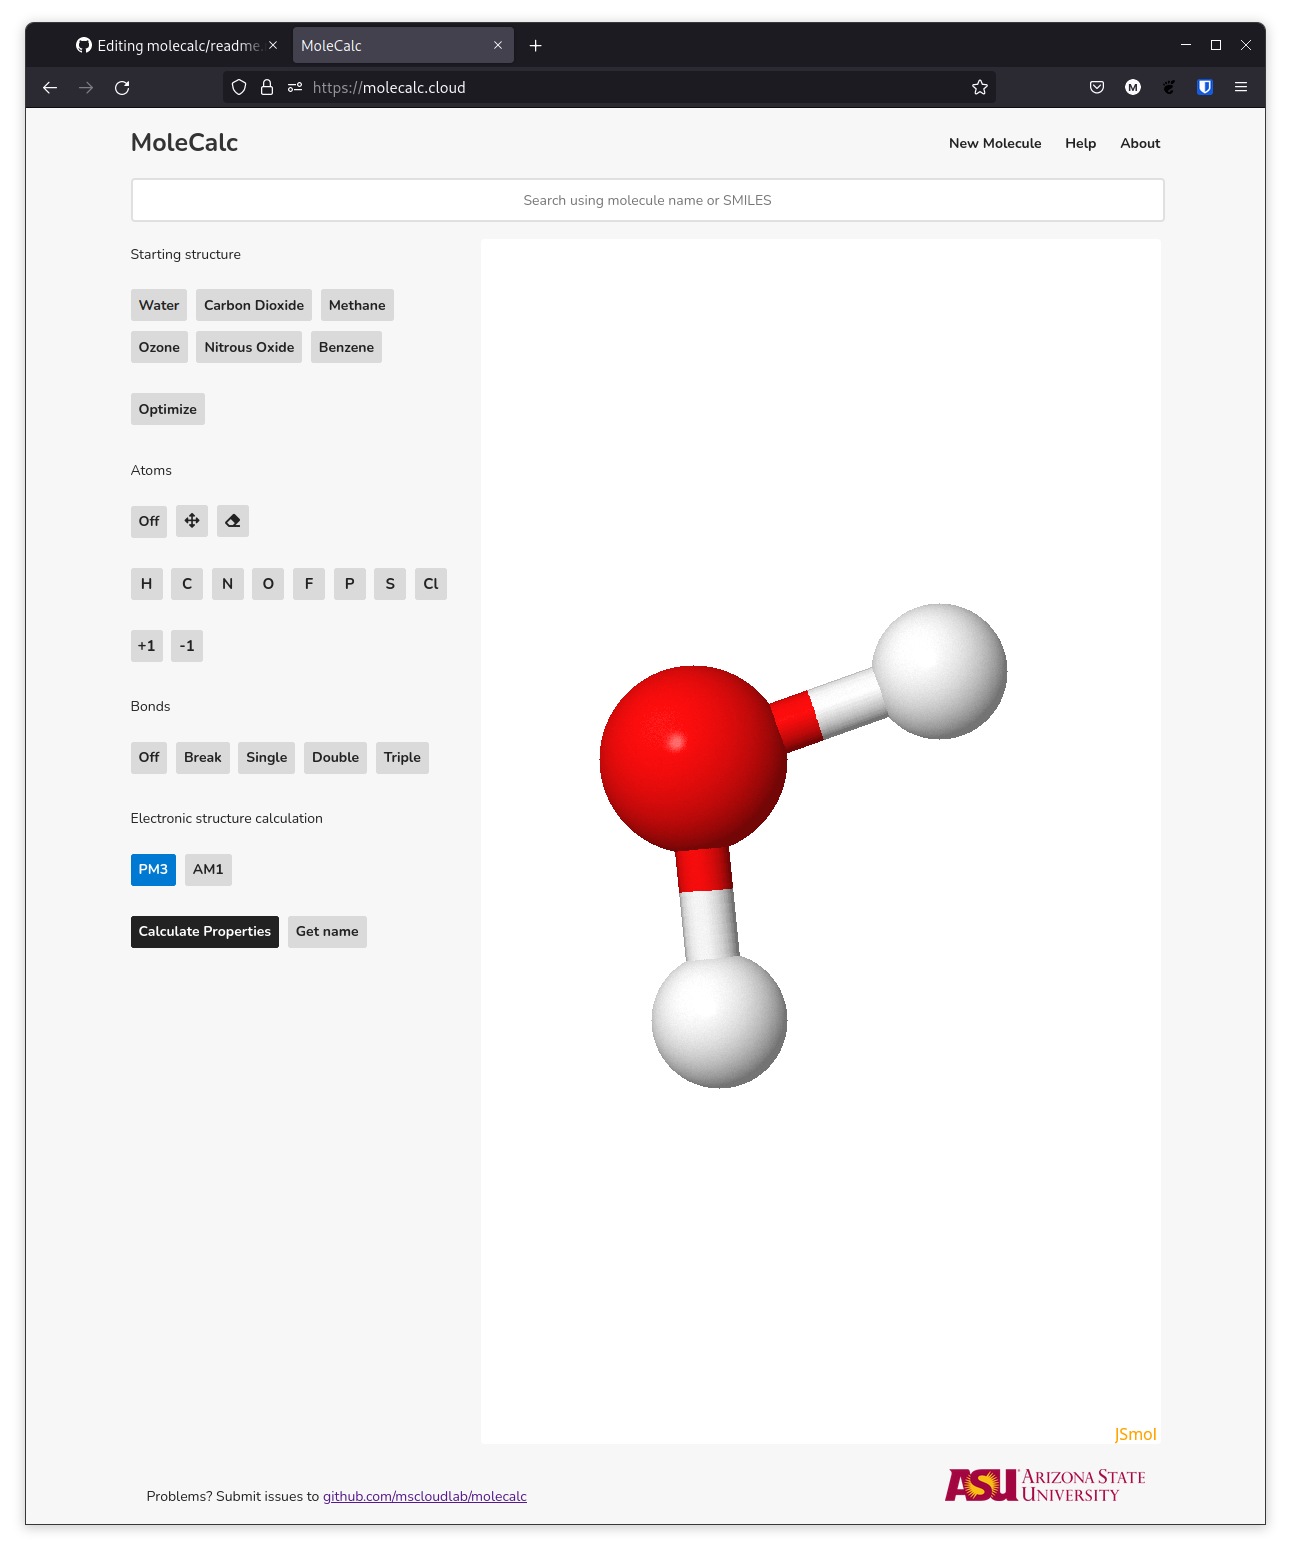 Editing molecalc/readme.
MoleCalc
https://molecalc.cloud
M
MoleCalc
New Molecule Help About
Search using molecule name or SMILES
Starting structure
Water Carbon Dioxide Methane
Ozone Nitrous Oxide Benzene
Optimize
Atoms
Off
H C N O F P S Cl
+1 -1
Bonds
Off Break Single Double Triple
Electronic structure calculation
PM3 AM1
Calculate Properties Get name
JSmol
Problems? Submit issues to github.com/mscloudlab/molecalc
ASU ARIZONA STATE
UNIVERSITY